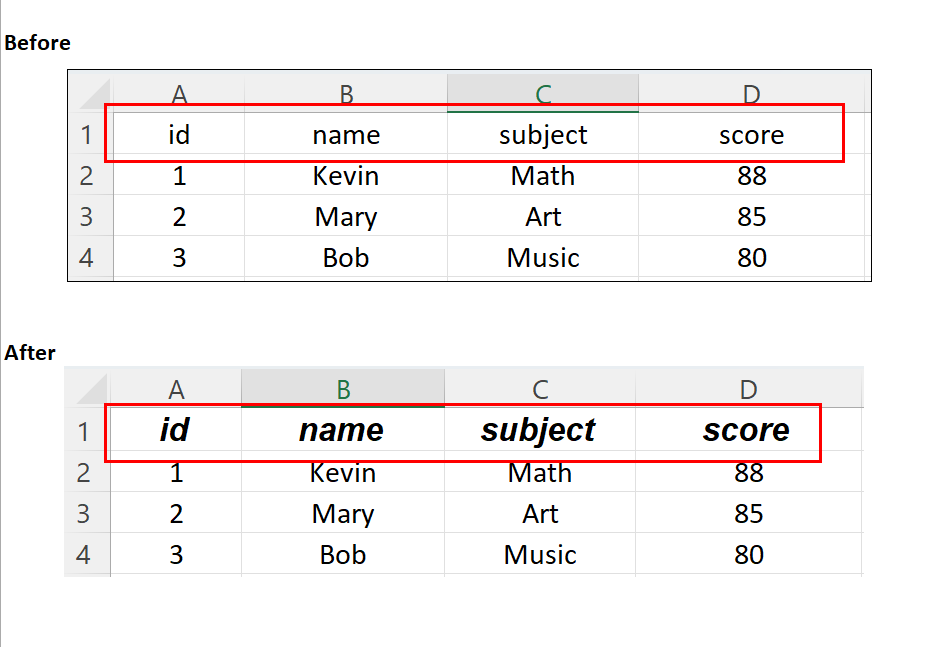 Before
A B C D
1 id name subject score
2 1 Kevin Math 88
3 2 Mary Art 85
4 3 Bob Music 80
After
A B C D
1 id name subject score
2 1 Kevin Math 88
3 2 Mary Art 85
4 3 Bob Music 80